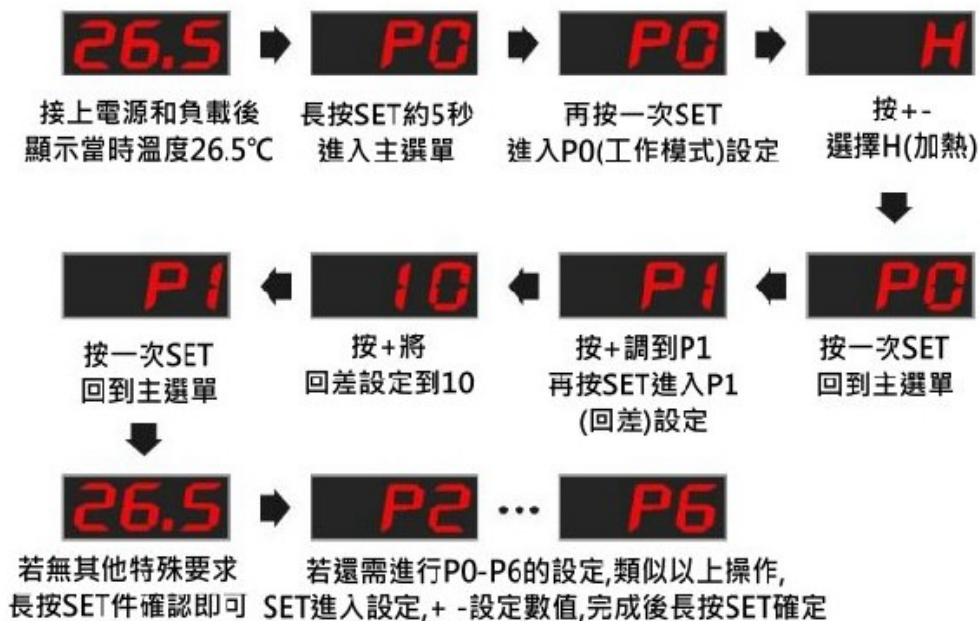 26.5
P0
P0
H
接上電源和負載後
顯示當時溫度26.5℃
長按SET約5秒
進入主選單
再按一次SET
進入P0(工作模式)設定
按+-
選擇H(加熱)
P0
按一次SET
回到主選單
P1
按+調到P1
再按SET進入P1
(回差)設定
10
按+將
回差設定到10
P1
按一次SET
回到主選單
26.5
若無其他特殊要求
長按SET件確認即可
P2
...
P6
若還需進行P0-P6的設定,類似以上操作,
SET進入設定,+ -設定數值,完成後長按SET確定